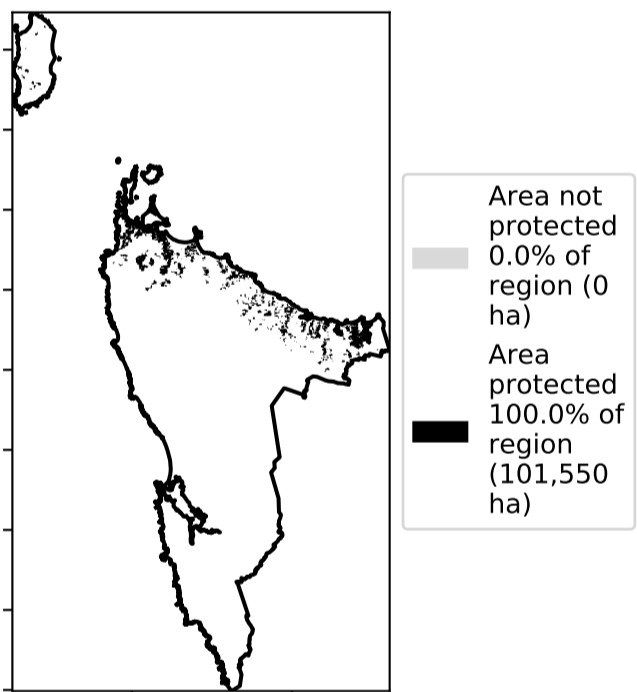 Area not
protected
0.0% of
region (0
ha)
Area
protected
100.0% of
region
(101,550
ha)